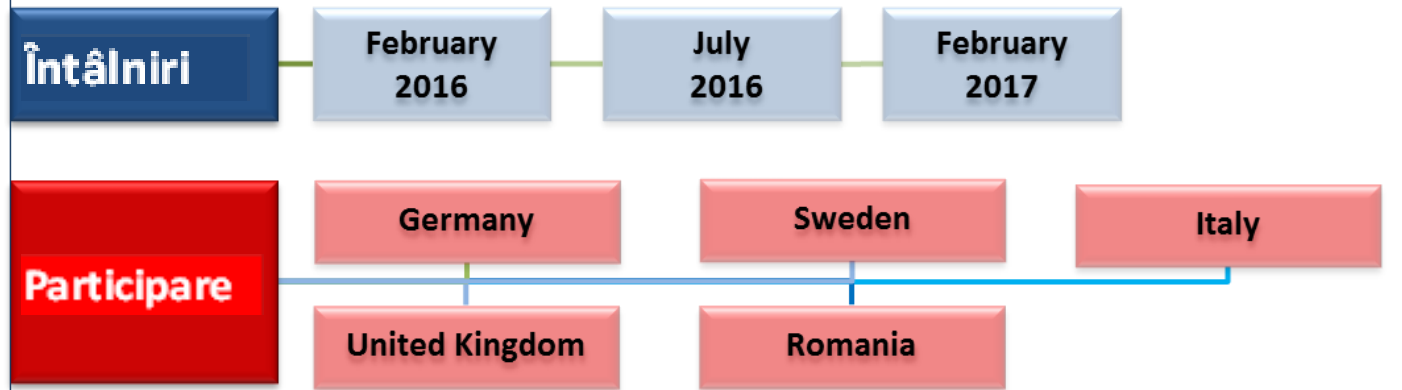 Întâlniri
February
2016
July
2016
February
2017
Participare
Germany
Sweden
Italy
United Kingdom
Romania